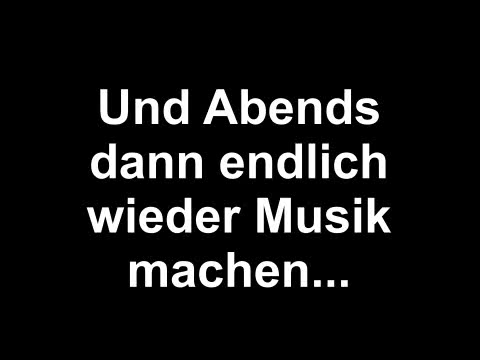 Und Abends
dann endlich
wieder Musik
machen...